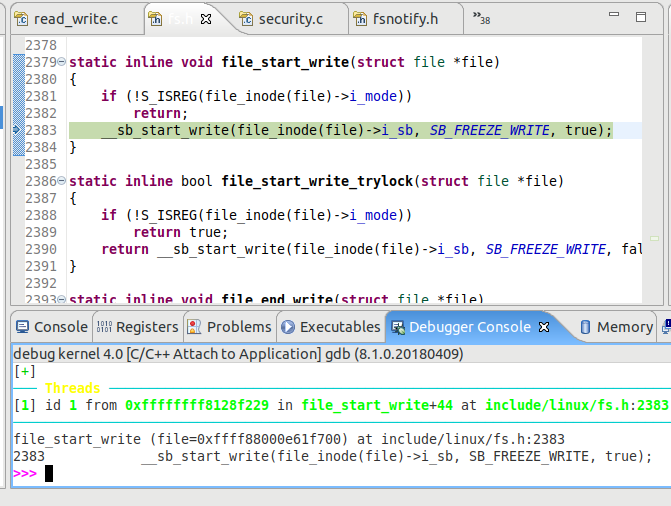 read_write.c fs.h security.c fsnotify.h »38
2378
2379 static inline void file_start_write(struct file *file)
2380 {
2381 if (!S_ISREG(file_inode(file)->i_mode))
2382 return;
2383 __sb_start_write(file_inode(file)->i_sb, SB_FREEZE_WRITE, true);
2384 }
2385
2386 static inline bool file_start_write_trylock(struct file *file)
2387 {
2388 if (!S_ISREG(file_inode(file)->i_mode))
2389 return true;
2390 return __sb_start_write(file_inode(file)->i_sb, SB_FREEZE_WRITE, fal
2391 }
2392
2393 static inline void file_end_write(struct file *file)
Console Registers Problems Executables Debugger Console Memory
debug kernel 4.0 [C/C++ Attach to Application] gdb (8.1.0.20180409)
[+]
Threads
[1] id 1 from 0xffffffff8128f229 in file_start_write+44 at include/linux/fs.h:2383
file_start_write (file=0xffff88000e61f700) at include/linux/fs.h:2383
2383 __sb_start_write(file_inode(file)->i_sb, SB_FREEZE_WRITE, true);
>>>